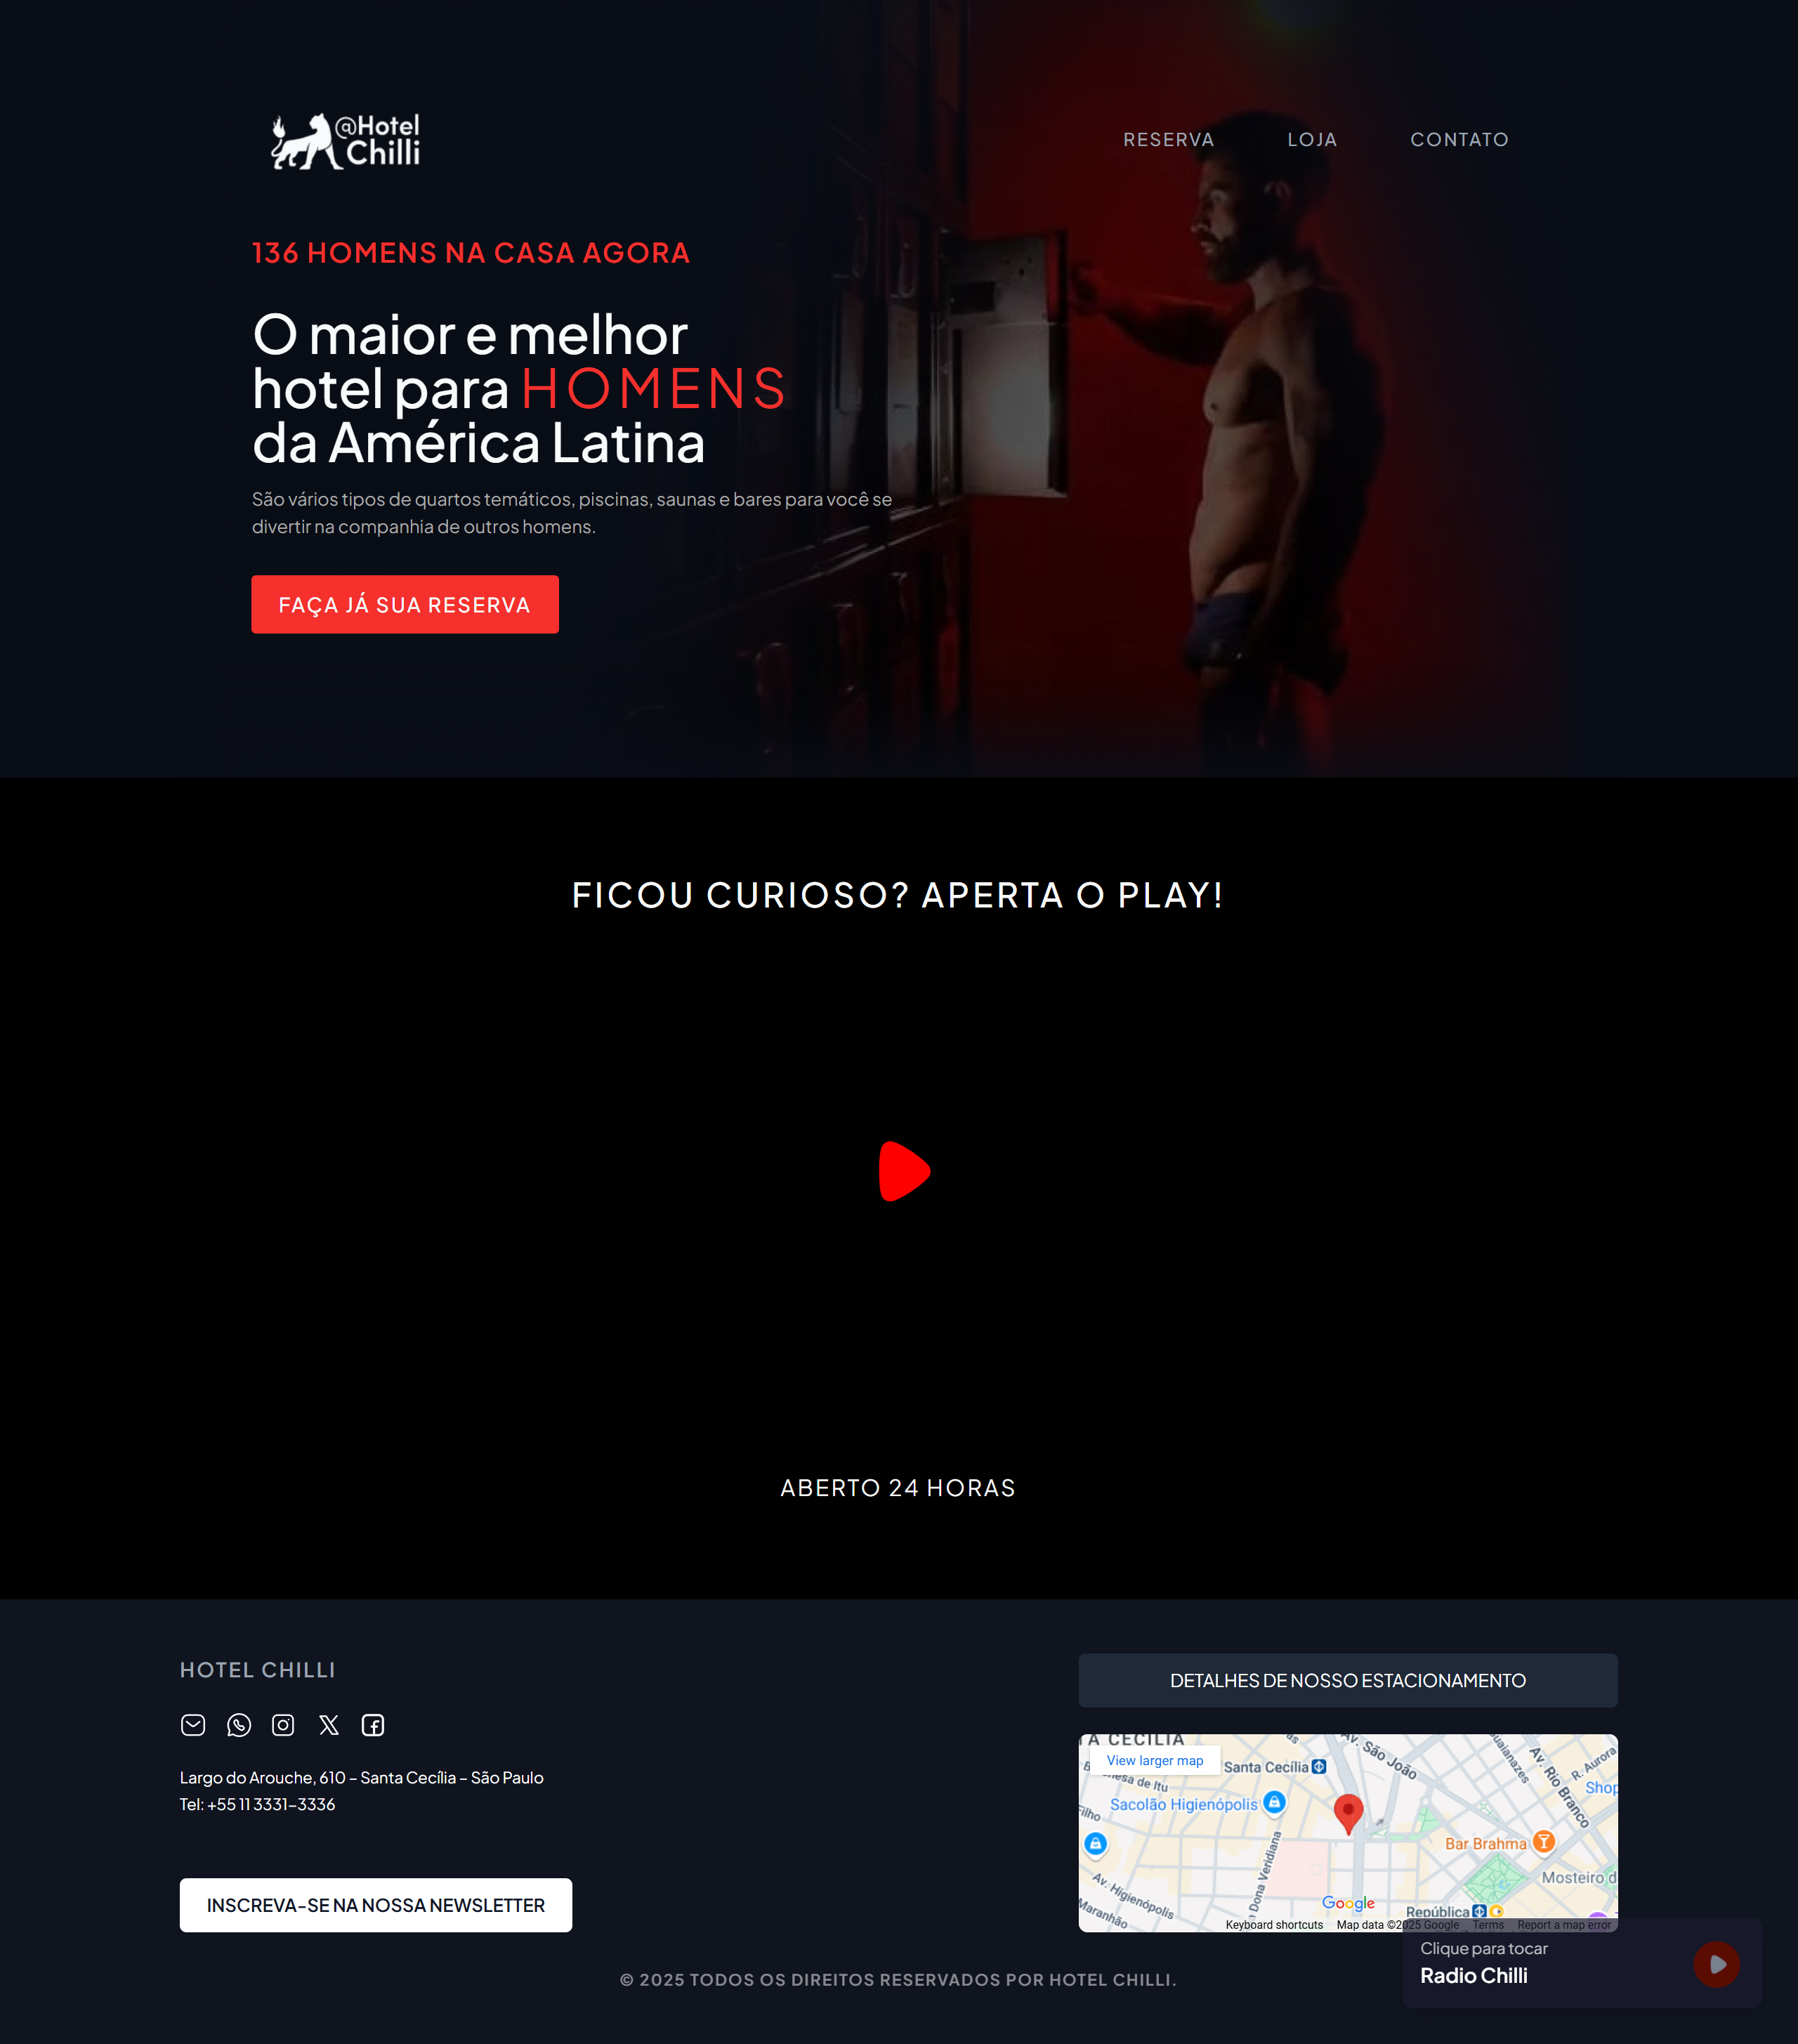 @Hotel
Chilli
RESERVA
LOJA
CONTATO
136 HOMENS NA CASA AGORA
O maior e melhor
hotel para HOMENS
da América Latina
São vários tipos de quartos temáticos, piscinas, saunas e bares para você se
divertir na companhia de outros homens.
FAÇA JÁ SUA RESERVA
FICOU CURIOSO? APERTA O PLAY!
ABERTO 24 HORAS
HOTEL CHILLI
Largo do Arouche, 610 – Santa Cecília – São Paulo
Tel: +55 11 3331-3336
INSCREVA-SE NA NOSSA NEWSLETTER
DETALHES DE NOSSO ESTACIONAMENTO
CECILIA
View larger map
Santa Cecília
Av. São João
R. Aurora
Av. Rio Branco
esa de Itu
Sacolão Higienópolis
Bar Brahma
Dona Veridiana
Av. Higienópolis
Mosteiro d
Maranhão
Google
República
Keyboard shortcuts
Map data ©2025 Google
Terms
Report a map error
Clique para tocar
Radio Chilli
© 2025 TODOS OS DIREITOS RESERVADOS POR HOTEL CHILLI.